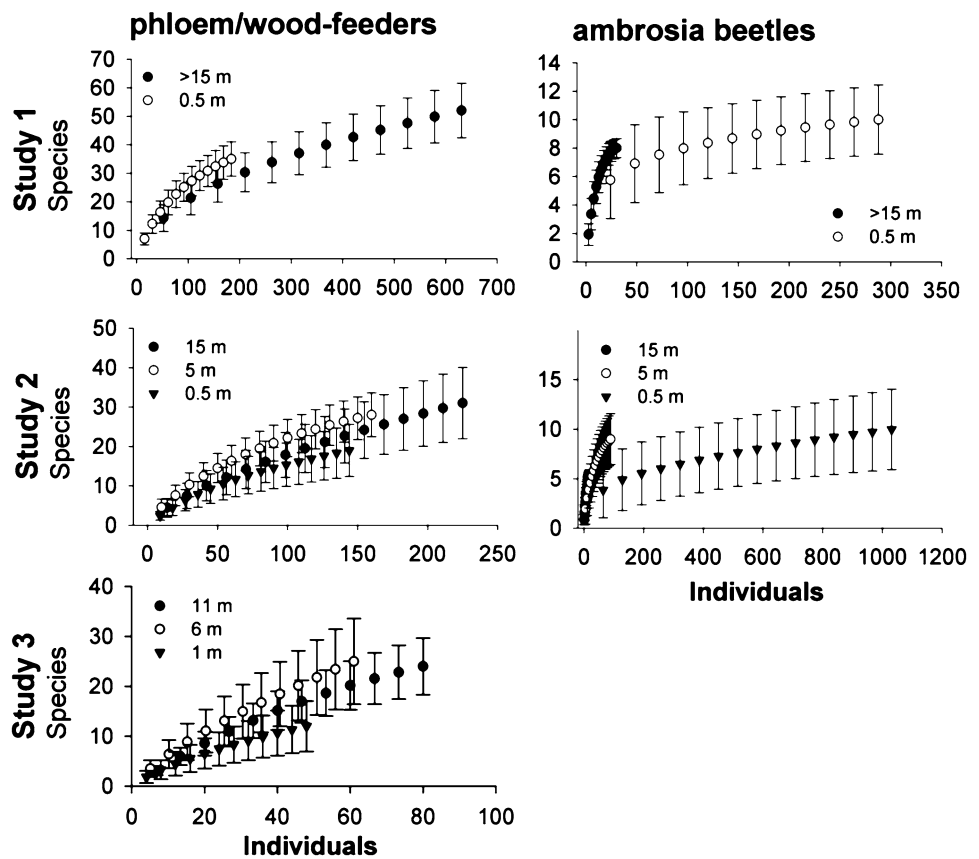 phloem/wood-feeders
ambrosia beetles
Study 1
Species
70
60
50
40
30
20
10
0
>15 m
0.5 m
0 100 200 300 400 500 600 700
14
12
10
8
6
4
2
0
>15 m
0.5 m
0 50 100 150 200 250 300 350
Study 2
Species
50
40
30
20
10
0
15 m
5 m
0.5 m
0 50 100 150 200 250
15
10
5
0
15 m
5 m
0.5 m
0 200 400 600 800 1000 1200
Individuals
Study 3
Species
40
30
20
10
0
11 m
6 m
1 m
0 20 40 60 80 100
Individuals